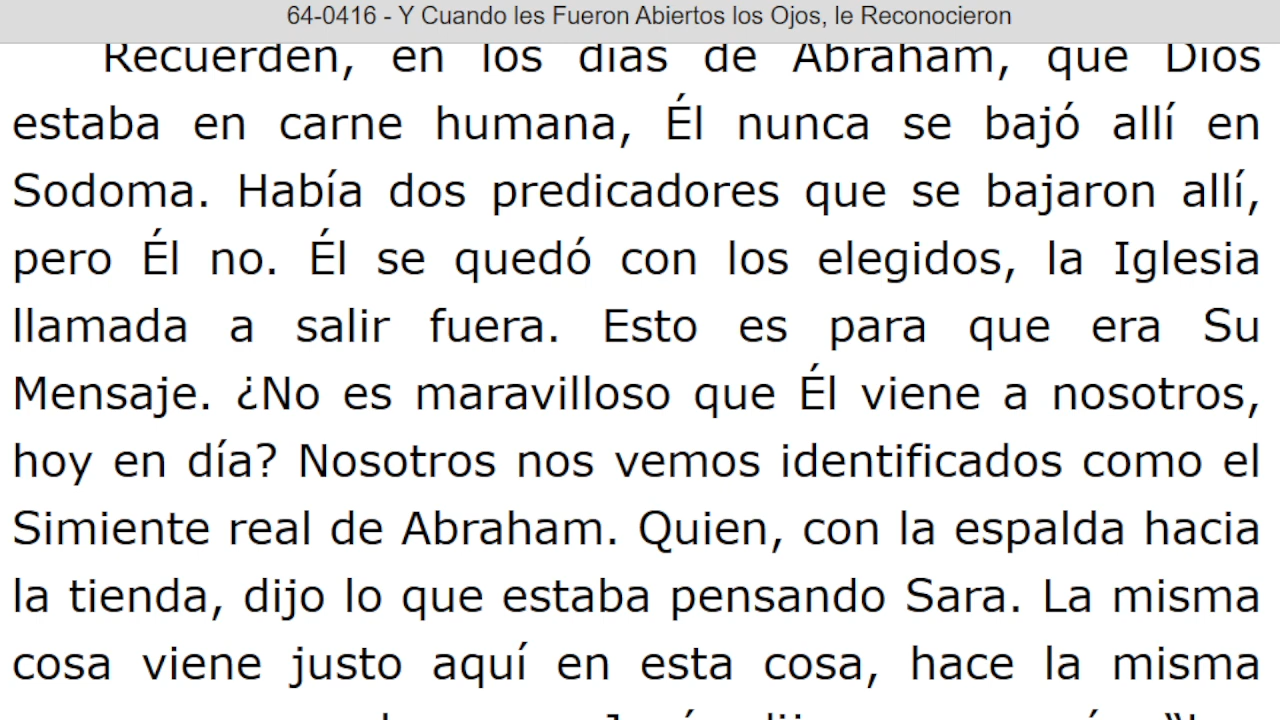 64-0416 - Y Cuando les Fueron Abiertos los Ojos, le Reconocieron
Recuerden, en los días de Abraham, que Dios
estaba en carne humana, Él nunca se bajó allí en
Sodoma. Había dos predicadores que se bajaron allí,
pero Él no. Él se quedó con los elegidos, la Iglesia
llamada a salir fuera. Esto es para que era Su
Mensaje. ¿No es maravilloso que Él viene a nosotros,
hoy en día? Nosotros nos vemos identificados como el
Simiente real de Abraham. Quien, con la espalda hacia
la tienda, dijo lo que estaba pensando Sara. La misma
cosa viene justo aquí en esta cosa, hace la misma